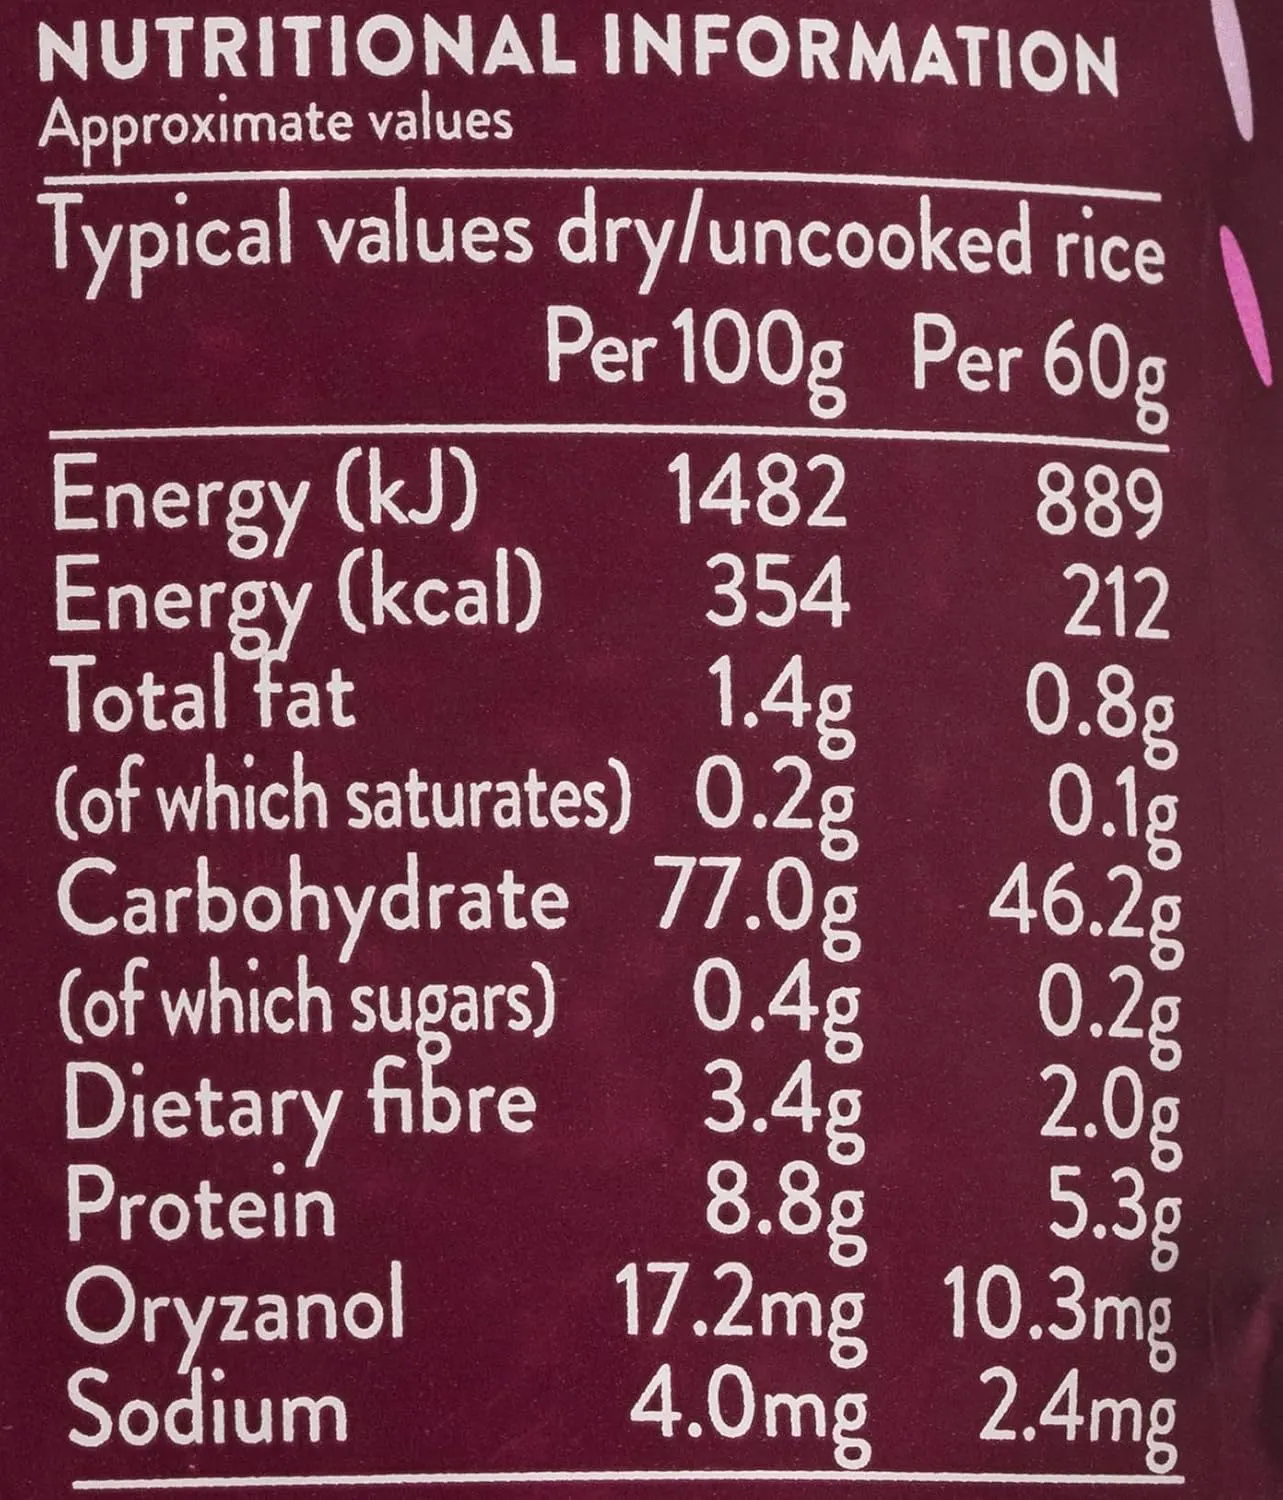 NUTRITIONAL INFORMATION
Approximate values
Typical values dry/uncooked rice
Per 100g Per 60g
Energy (kJ) 1482 889
Energy (kcal) 354 212
Total fat 1.4g 0.8g
(of which saturates) 0.2g 0.1g
Carbohydrate 77.0g 46.2g
(of which sugars) 0.4g 0.2g
Dietary fibre 3.4g 2.0g
Protein 8.8g 5.3g
Oryzanol 17.2mg 10.3mg
Sodium 4.0mg 2.4mg